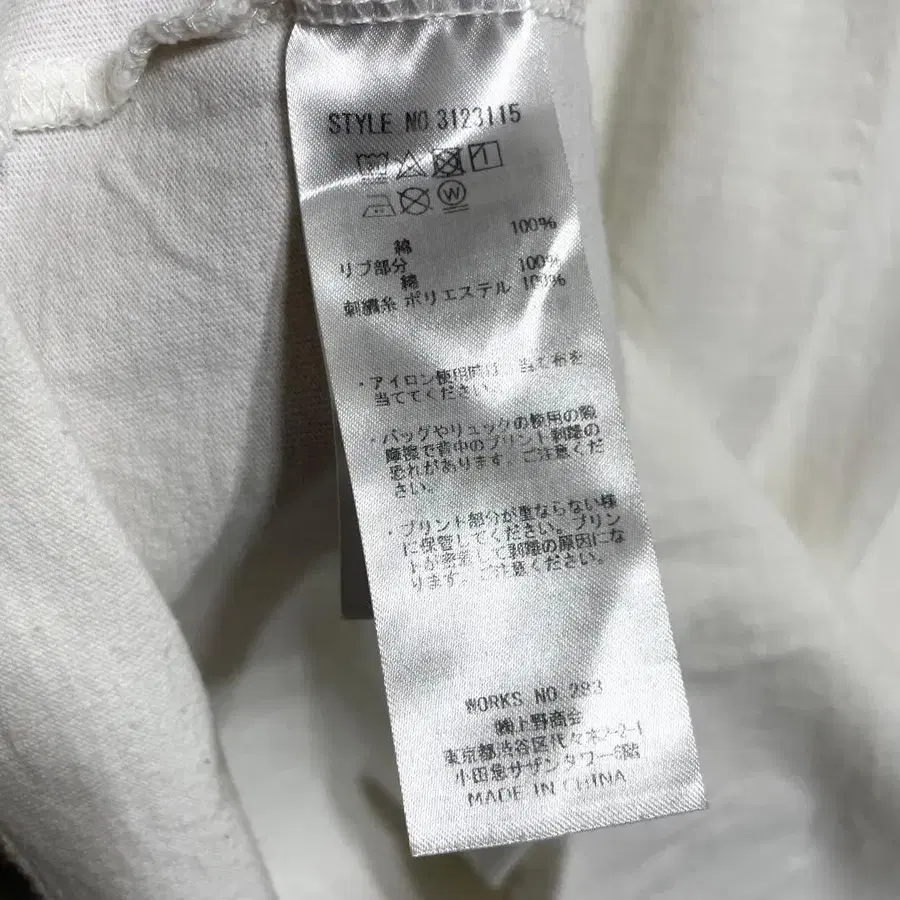 STYLE NO.3123115
W
綿 100%
リブ部分
綿 100%
刺繍糸 ポリエステル 100%
・アイロン使用時は、当て布を
当ててください。
・バッグやリュックの使用の際
摩擦で背中のプリント剥離の
恐れがあります。ご注意くだ
さい。
・プリント部分が重ならない様
に保管してください。プリン
トが密着して剥離の原因にな
ります。ご注意ください。
WORKS NO.283
㈱上野商会
東京都渋谷区代々木2-2-1
小田急サザンタワー6階
MADE IN CHINA